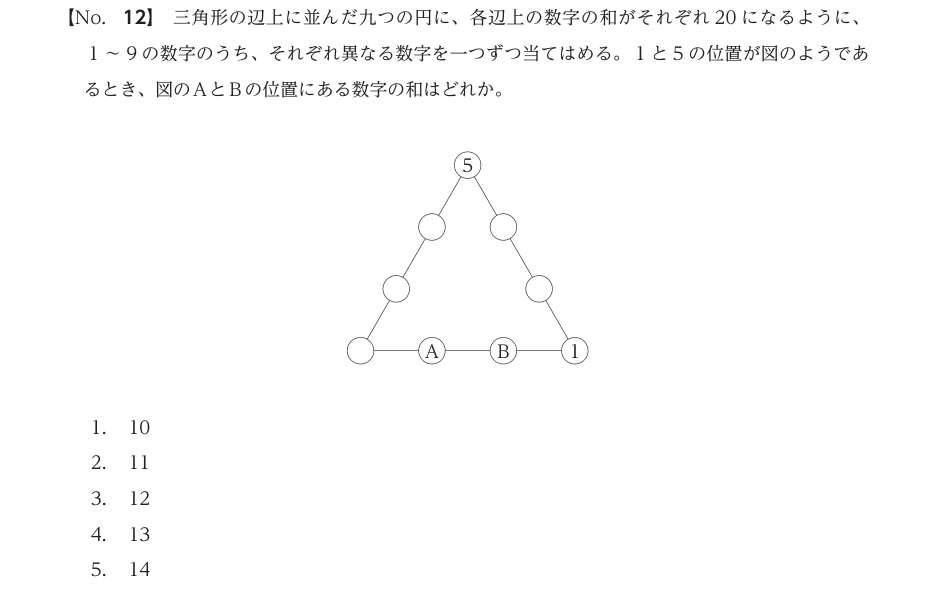 【No. 12】 三角形の辺上に並んだ九つの円に、各辺上の数字の和がそれぞれ 20 になるように、
1 ~ 9 の数字のうち、それぞれ異なる数字を一つずつ当てはめる。1 と 5 の位置が図のようであ
るとき、図のAとBの位置にある数字の和はどれか。
5
A B 1
1. 10
2. 11
3. 12
4. 13
5. 14